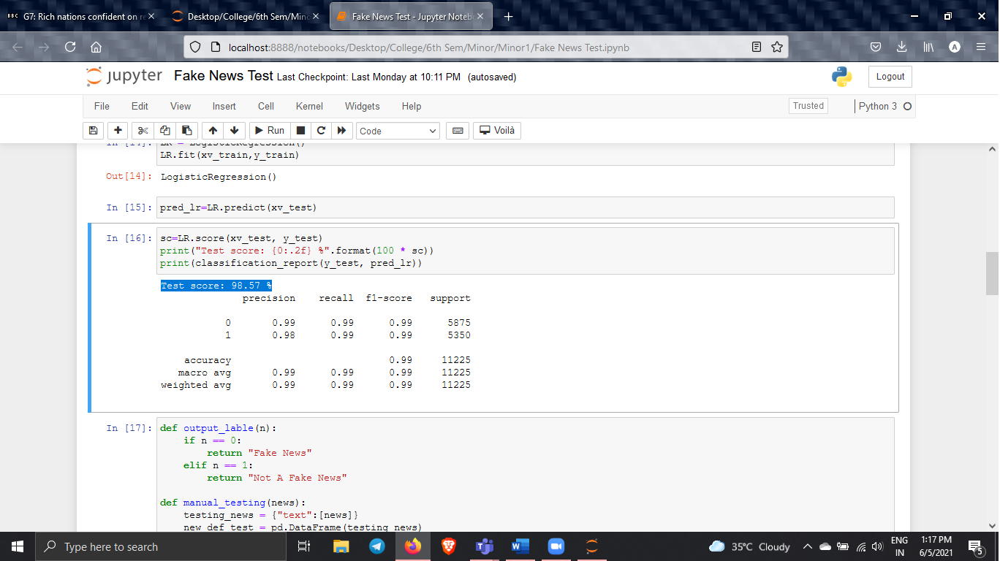 BBC G7: Rich nations confident on re
Desktop/College/6th Sem/Mino
Fake News Test - Jupyter Noteb
localhost:8888/notebooks/Desktop/College/6th Sem/Minor/Minor1/Fake News Test.ipynb
A
jupyter Fake News Test Last Checkpoint: Last Monday at 10:11 PM (autosaved)
Logout
File Edit View Insert Cell Kernel Widgets Help
Trusted
Python 3
Run Code Voilà
In [14]: LR = LogisticRegression()
LR.fit(xv_train,y_train)
Out[14]: LogisticRegression()
In [15]: pred_lr=LR.predict(xv_test)
In [16]: sc=LR.score(xv_test, y_test)
print("Test score: {0:.2f} %".format(100 * sc))
print(classification_report(y_test, pred_lr))
Test score: 98.57 %
precision recall f1-score support
0 0.99 0.99 0.99 5875
1 0.98 0.99 0.99 5350
accuracy 0.99 11225
macro avg 0.99 0.99 0.99 11225
weighted avg 0.99 0.99 0.99 11225
In [17]: def output_lable(n):
if n == 0:
return "Fake News"
elif n == 1:
return "Not A Fake News"
def manual_testing(news):
testing_news = {"text":[news]}
new_def_test = pd.DataFrame(testing_news)
Type here to search
35°C Cloudy
ENG
IN
1:17 PM
6/5/2021
5